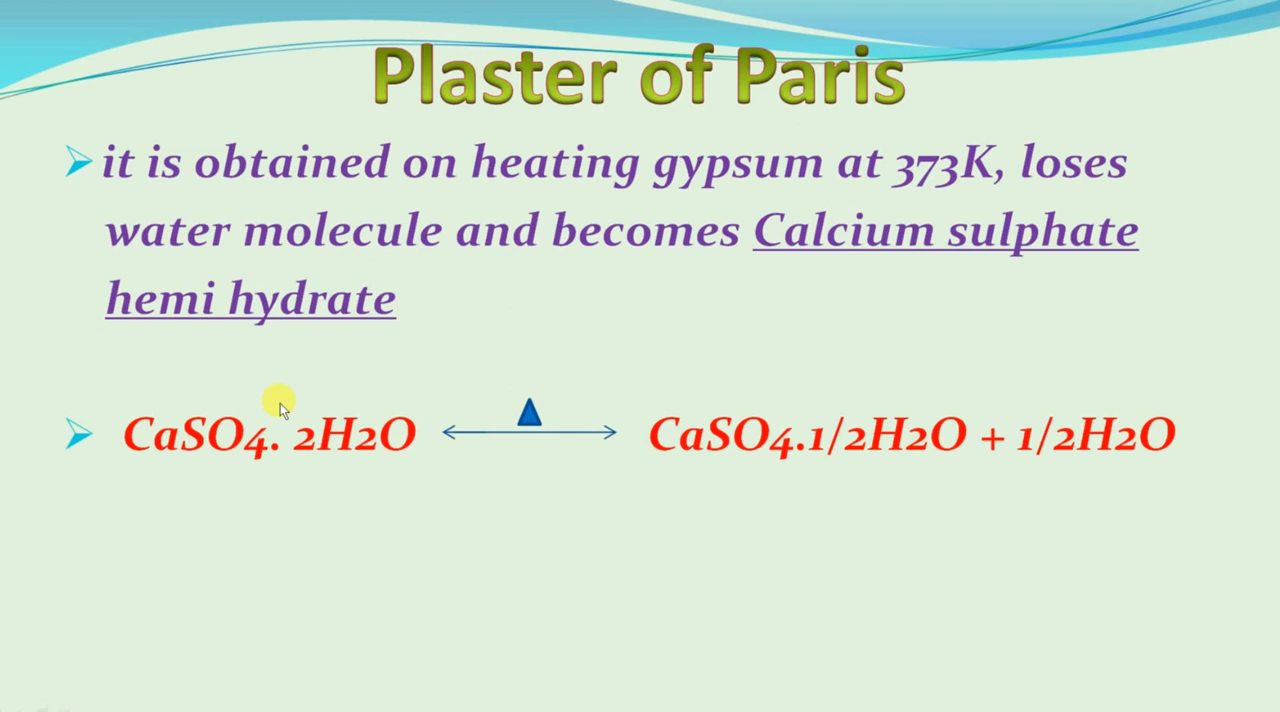 Plaster of Paris
it is obtained on heating gypsum at 373K, loses
water molecule and becomes Calcium sulphate
hemi hydrate
CaSO4. 2H2O ⟷ CaSO4.1/2H2O + 1/2H2O